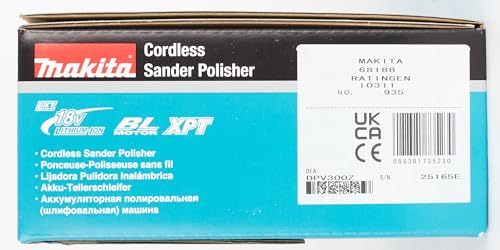 makita
Cordless
Sander Polisher
LXT
18V
LITHIUM-ION
BL
MOTOR
XPT
• Cordless Sander Polisher
• Ponceuse-Polisseuse sans fil
• Lijadora Pulidora Inalámbrica
• Akku-Tellerschleifer
• Аккумуляторная полировальная
(шлифовальная) машина
MAKITA
68188
RATINGEN
I0311
NO. 935
UK
CA
CE
088381735230
DEA
DPV300Z S/N 25165E